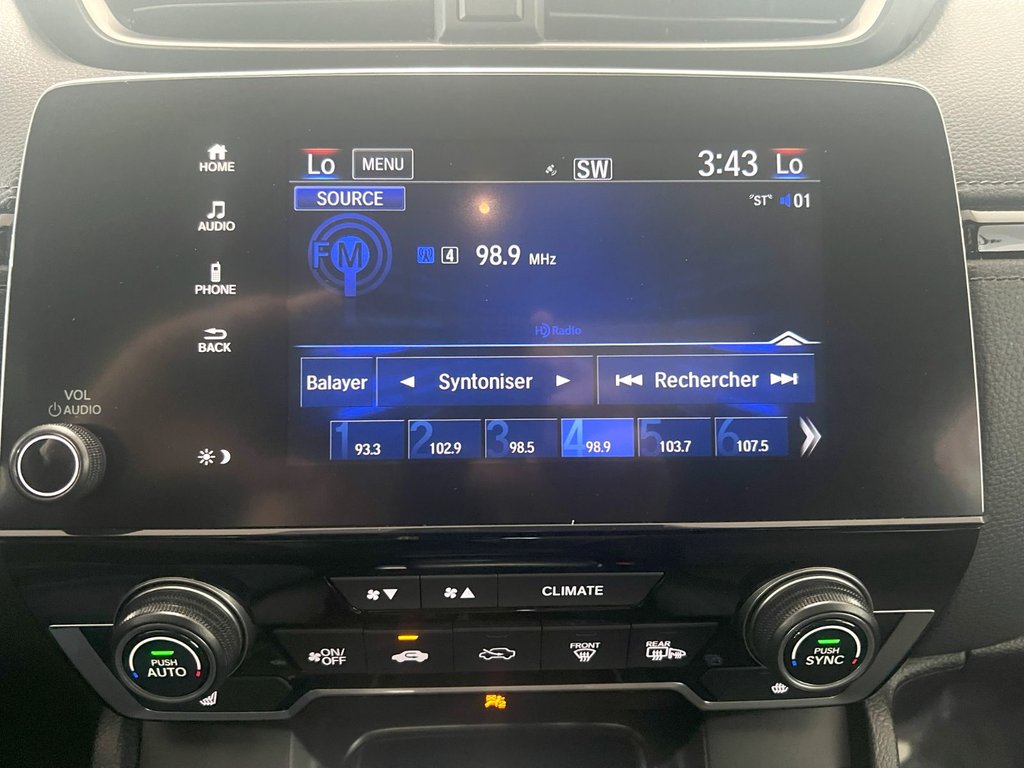 HOME
Lo MENU SW 3:43 Lo
SOURCE "ST" 01
AUDIO
FM 4 98.9 MHz
PHONE
HD Radio
BACK
Balayer Syntoniser Rechercher
VOL
AUDIO
1 93.3 2 102.9 3 98.5 4 98.9 5 103.7 6 107.5
CLIMATE
PUSH AUTO
ON/OFF
FRONT
REAR
PUSH SYNC